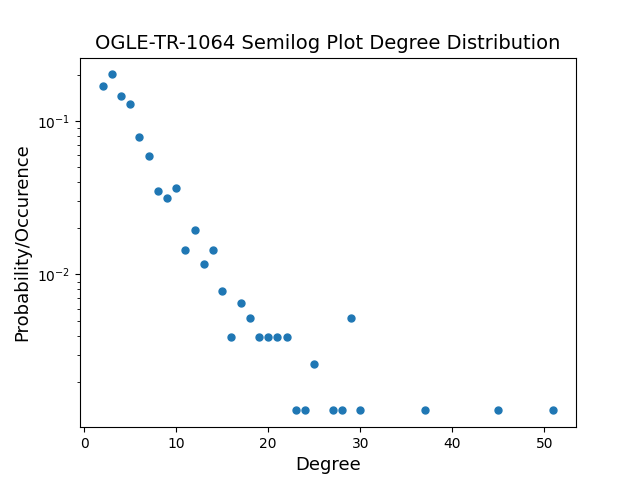 OGLE-TR-1064 Semilog Plot Degree Distribution
Probability/Occurence
10⁻¹
10⁻²
0 10 20 30 40 50
Degree